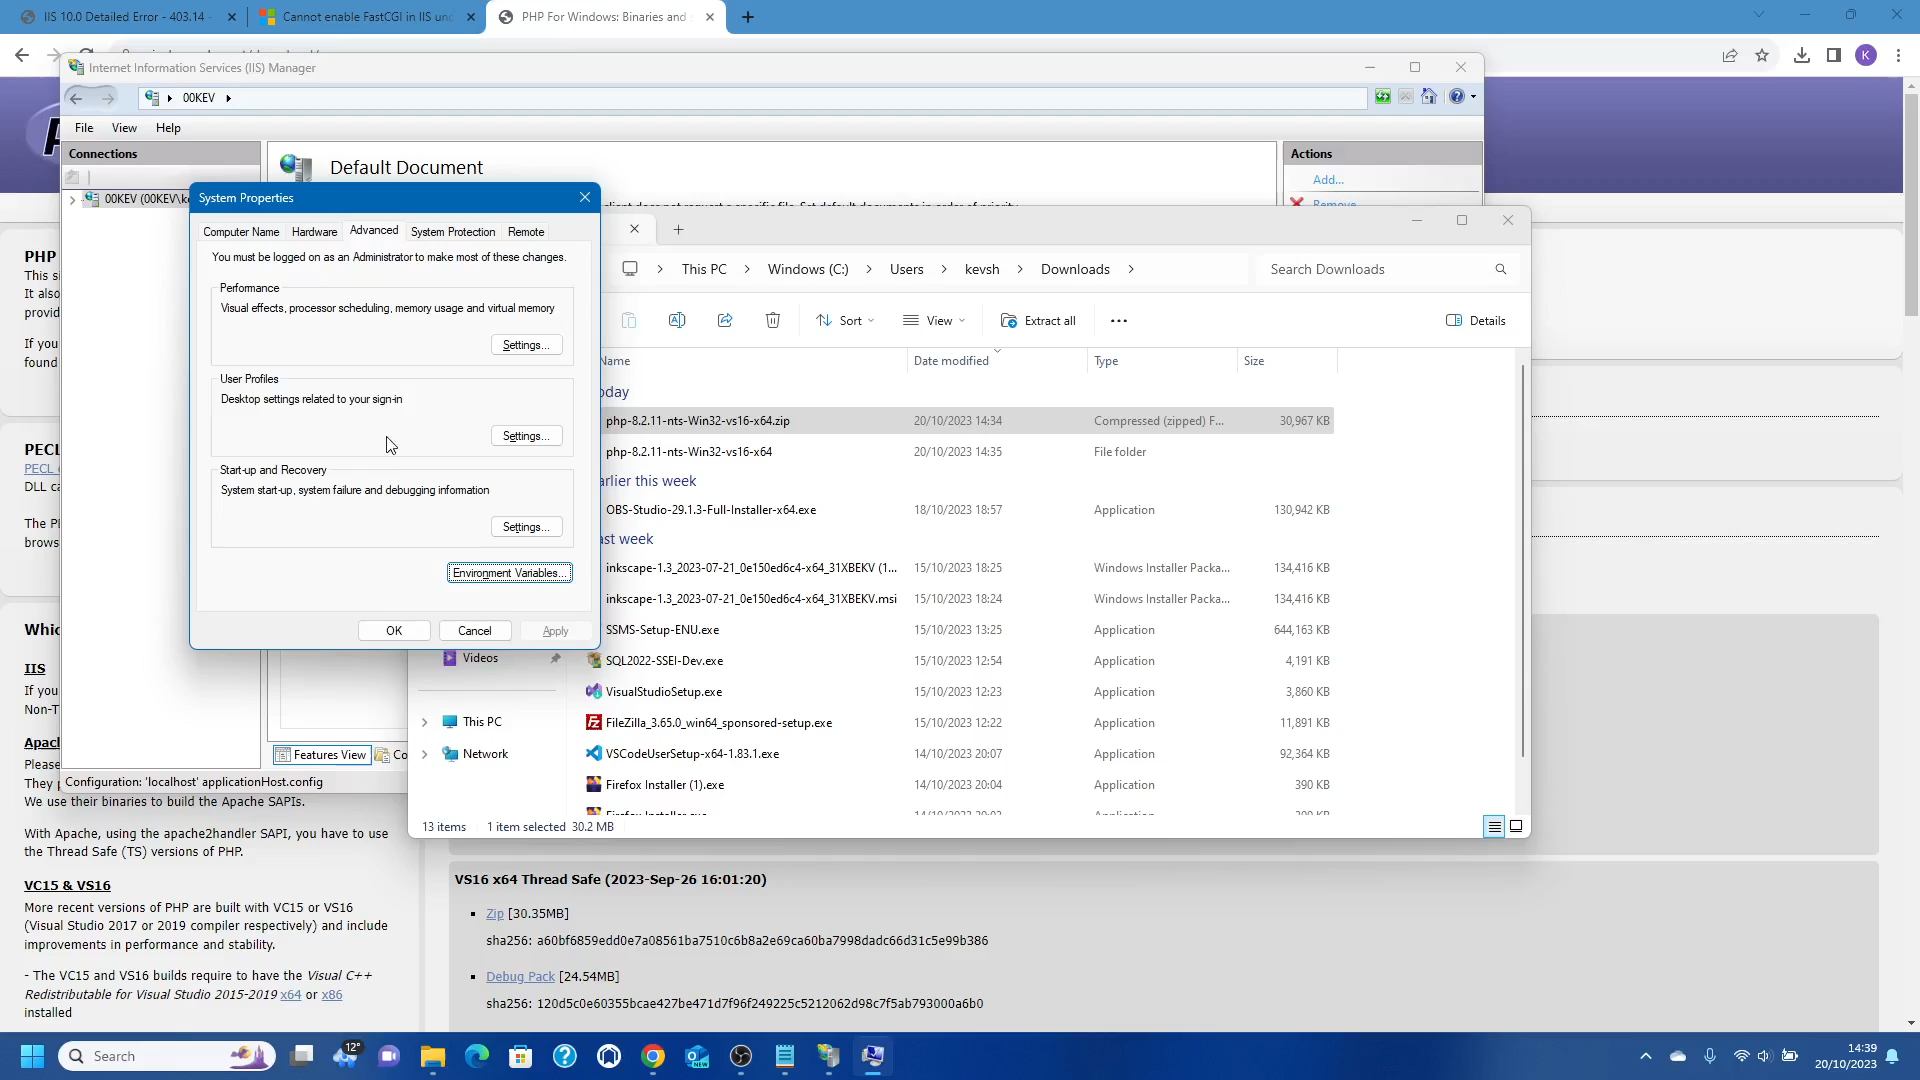 IIS 10.0 Detailed Error - 403.14 -
Cannot enable FastCGI in IIS und
PHP For Windows: Binaries and
K
Internet Information Services (IIS) Manager
00KEV
File View Help
Connections
Default Document
Actions
Add...
Remove
00KEV (00KEV\k
System Properties
Computer Name Hardware Advanced System Protection Remote
You must be logged on as an Administrator to make most of these changes.
Performance
Visual effects, processor scheduling, memory usage and virtual memory
Settings...
User Profiles
Desktop settings related to your sign-in
Settings...
Start-up and Recovery
System start-up, system failure and debugging information
Settings...
Environment Variables...
OK Cancel Apply
This PC Windows (C:) Users kevsh Downloads
Search Downloads
Sort View Extract all Details
Name Date modified Type Size
oday
php-8.2.11-nts-Win32-vs16-x64.zip 20/10/2023 14:34 Compressed (zipped) F... 30,967 KB
php-8.2.11-nts-Win32-vs16-x64 20/10/2023 14:35 File folder
arlier this week
OBS-Studio-29.1.3-Full-Installer-x64.exe 18/10/2023 18:57 Application 130,942 KB
ast week
inkscape-1.3_2023-07-21_0e150ed6c4-x64_31XBEKV (1... 15/10/2023 18:25 Windows Installer Packa... 134,416 KB
inkscape-1.3_2023-07-21_0e150ed6c4-x64_31XBEKV.msi 15/10/2023 18:24 Windows Installer Packa... 134,416 KB
SSMS-Setup-ENU.exe 15/10/2023 13:25 Application 644,163 KB
SQL2022-SSEI-Dev.exe 15/10/2023 12:54 Application 4,191 KB
VisualStudioSetup.exe 15/10/2023 12:23 Application 3,860 KB
FileZilla_3.65.0_win64_sponsored-setup.exe 15/10/2023 12:22 Application 11,891 KB
VSCodeUserSetup-x64-1.83.1.exe 14/10/2023 20:07 Application 92,364 KB
Firefox Installer (1).exe 14/10/2023 20:04 Application 390 KB
Videos
This PC
Network
13 items 1 item selected 30.2 MB
Features View Co
Configuration: 'localhost' applicationHost.config
PHP
This si
It also
provid
If you
found
PECL
PECL
DLL ca
The PE
brows
Whic
IIS
If you
Non-T
Apac
Please
They p
We use their binaries to build the Apache SAPIs.
With Apache, using the apache2handler SAPI, you have to use
the Thread Safe (TS) versions of PHP.
VC15 & VS16
More recent versions of PHP are built with VC15 or VS16
(Visual Studio 2017 or 2019 compiler respectively) and include
improvements in performance and stability.
- The VC15 and VS16 builds require to have the Visual C++
Redistributable for Visual Studio 2015-2019 x64 or x86
installed
VS16 x64 Thread Safe (2023-Sep-26 16:01:20)
Zip [30.35MB]
sha256: a60bf6859edd0e7a08561ba7510c6b8a2e69ca60ba7998dadc66d31c5e99b386
Debug Pack [24.54MB]
sha256: 120d5c0e60355bcae427be471d7f96f249225c5212062d98c7f5ab793000a6b0
Search
12°
NEW
14:39
20/10/2023